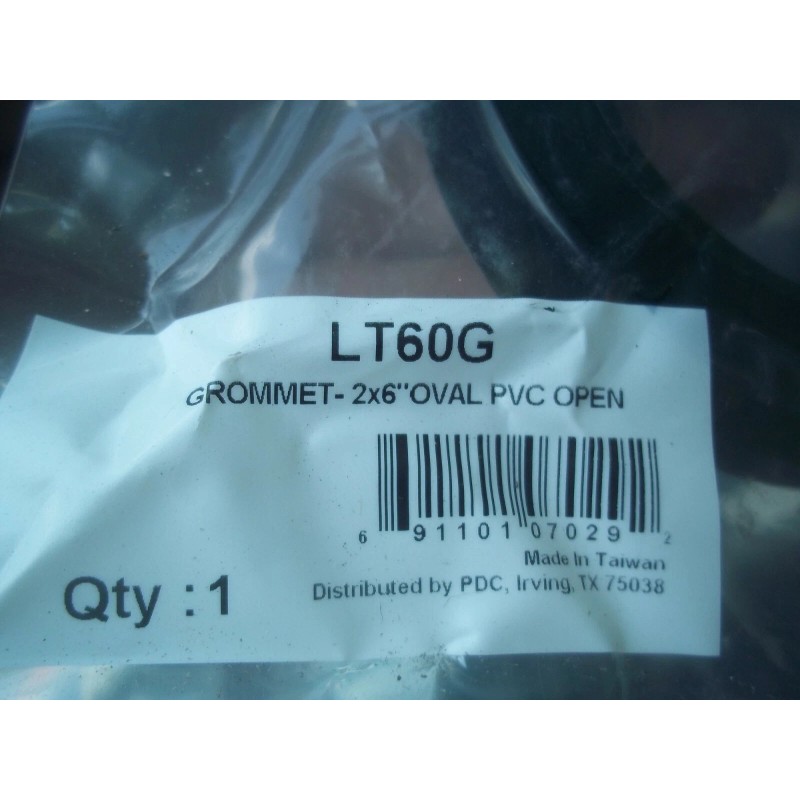 LT60G
GROMMET- 2x6"OVAL PVC OPEN
6 91101 07029 2
Made In Taiwan
Distributed by PDC, Irving, TX 75038
Qty : 1